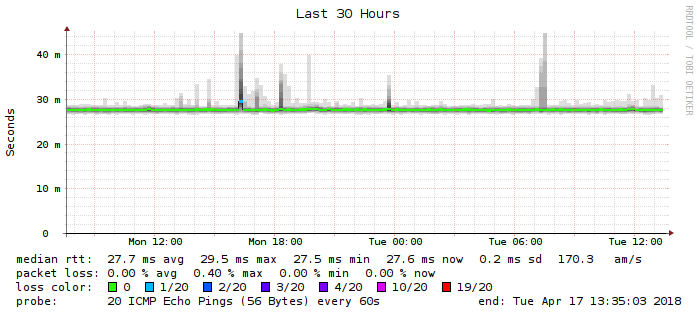 Last 30 Hours
RRDTOOL / TOBI OETIKER
Seconds
40 m
30 m
20 m
10 m
0
Mon 12:00 Mon 18:00 Tue 00:00 Tue 06:00 Tue 12:00
median rtt: 27.7 ms avg 29.5 ms max 27.5 ms min 27.6 ms now 0.2 ms sd 170.3 am/s
packet loss: 0.00 % avg 0.40 % max 0.00 % min 0.00 % now
loss color: 0 1/20 2/20 3/20 4/20 10/20 19/20
probe: 20 ICMP Echo Pings (56 Bytes) every 60s end: Tue Apr 17 13:35:03 2018